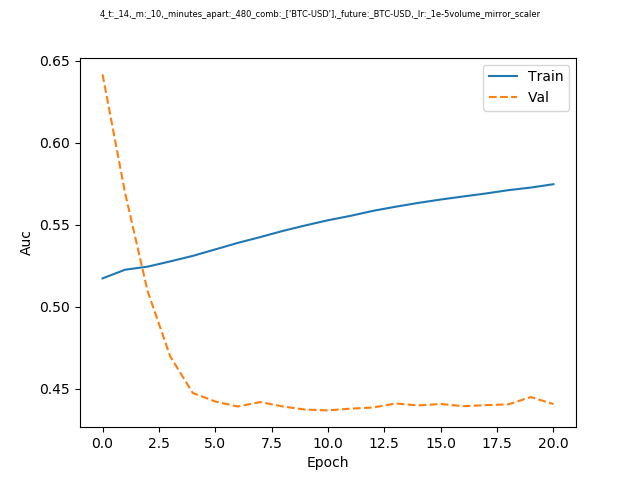 4_t:_14,_m:_10,_minutes_apart:_480_comb:_['BTC-USD'],_future:_BTC-USD,_lr:_1e-5volume_mirror_scaler
0.65
0.60
0.55
0.50
0.45
Auc
Train
Val
0.0 2.5 5.0 7.5 10.0 12.5 15.0 17.5 20.0
Epoch